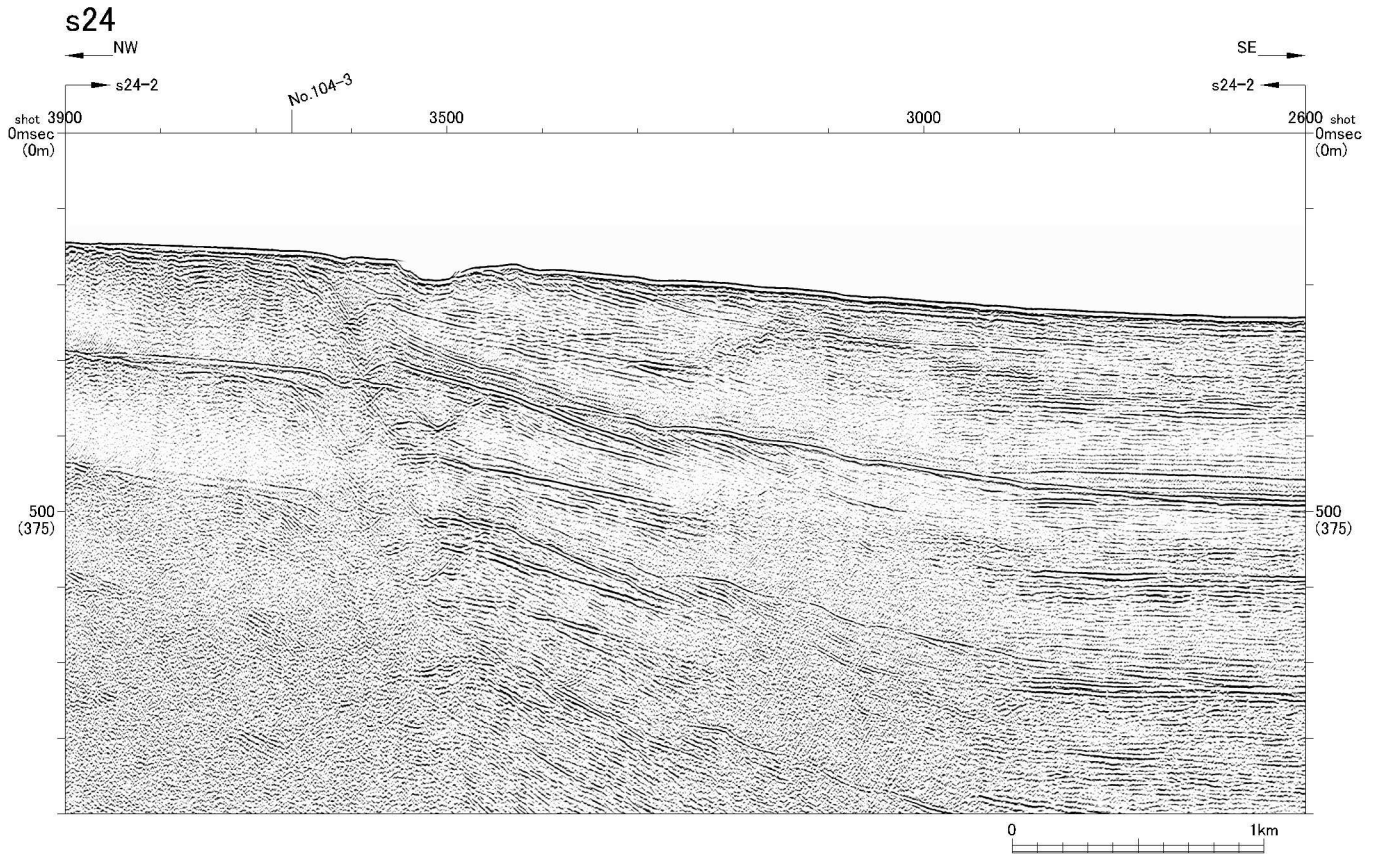 s24
NW SE
s24-2 No.104-3 s24-2
shot 3900 3500 3000 2600 shot
0msec 0msec
(0m) (0m)
500 500
(375) (375)
0 1km